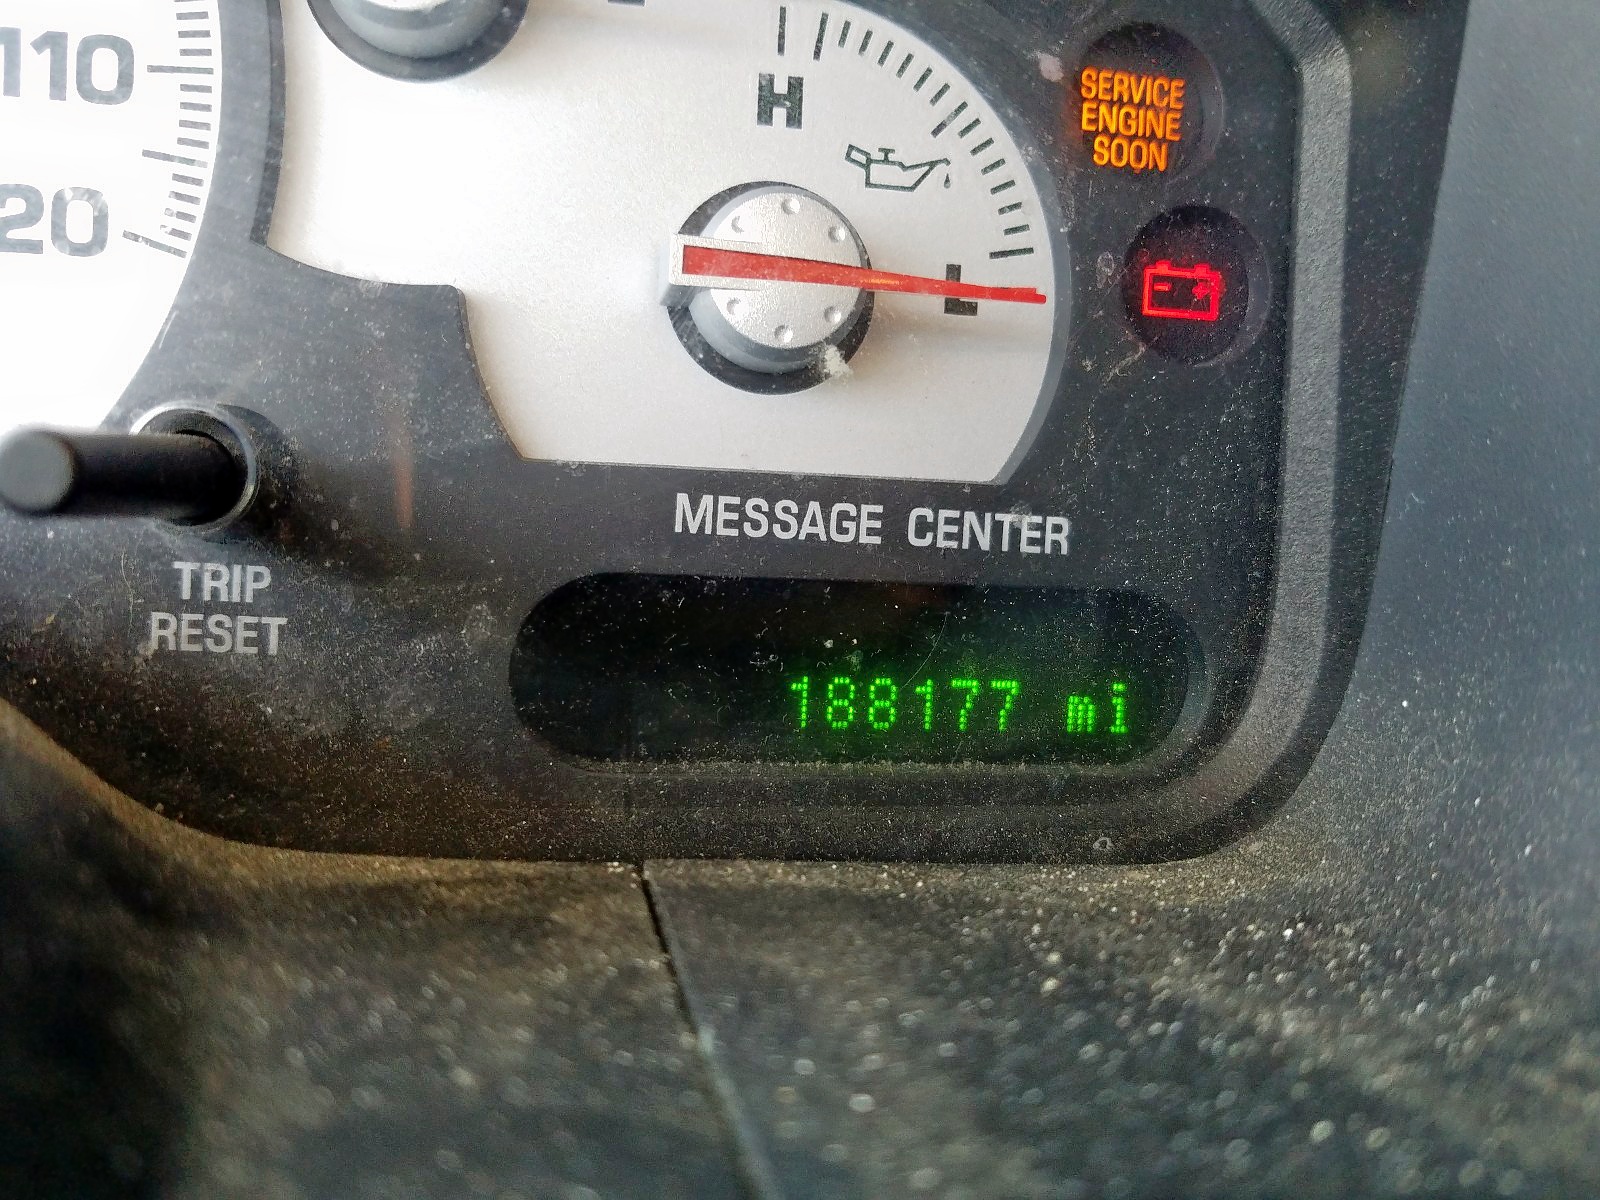 110
20
H
L
SERVICE
ENGINE
SOON
MESSAGE CENTER
TRIP
RESET
188177 mi